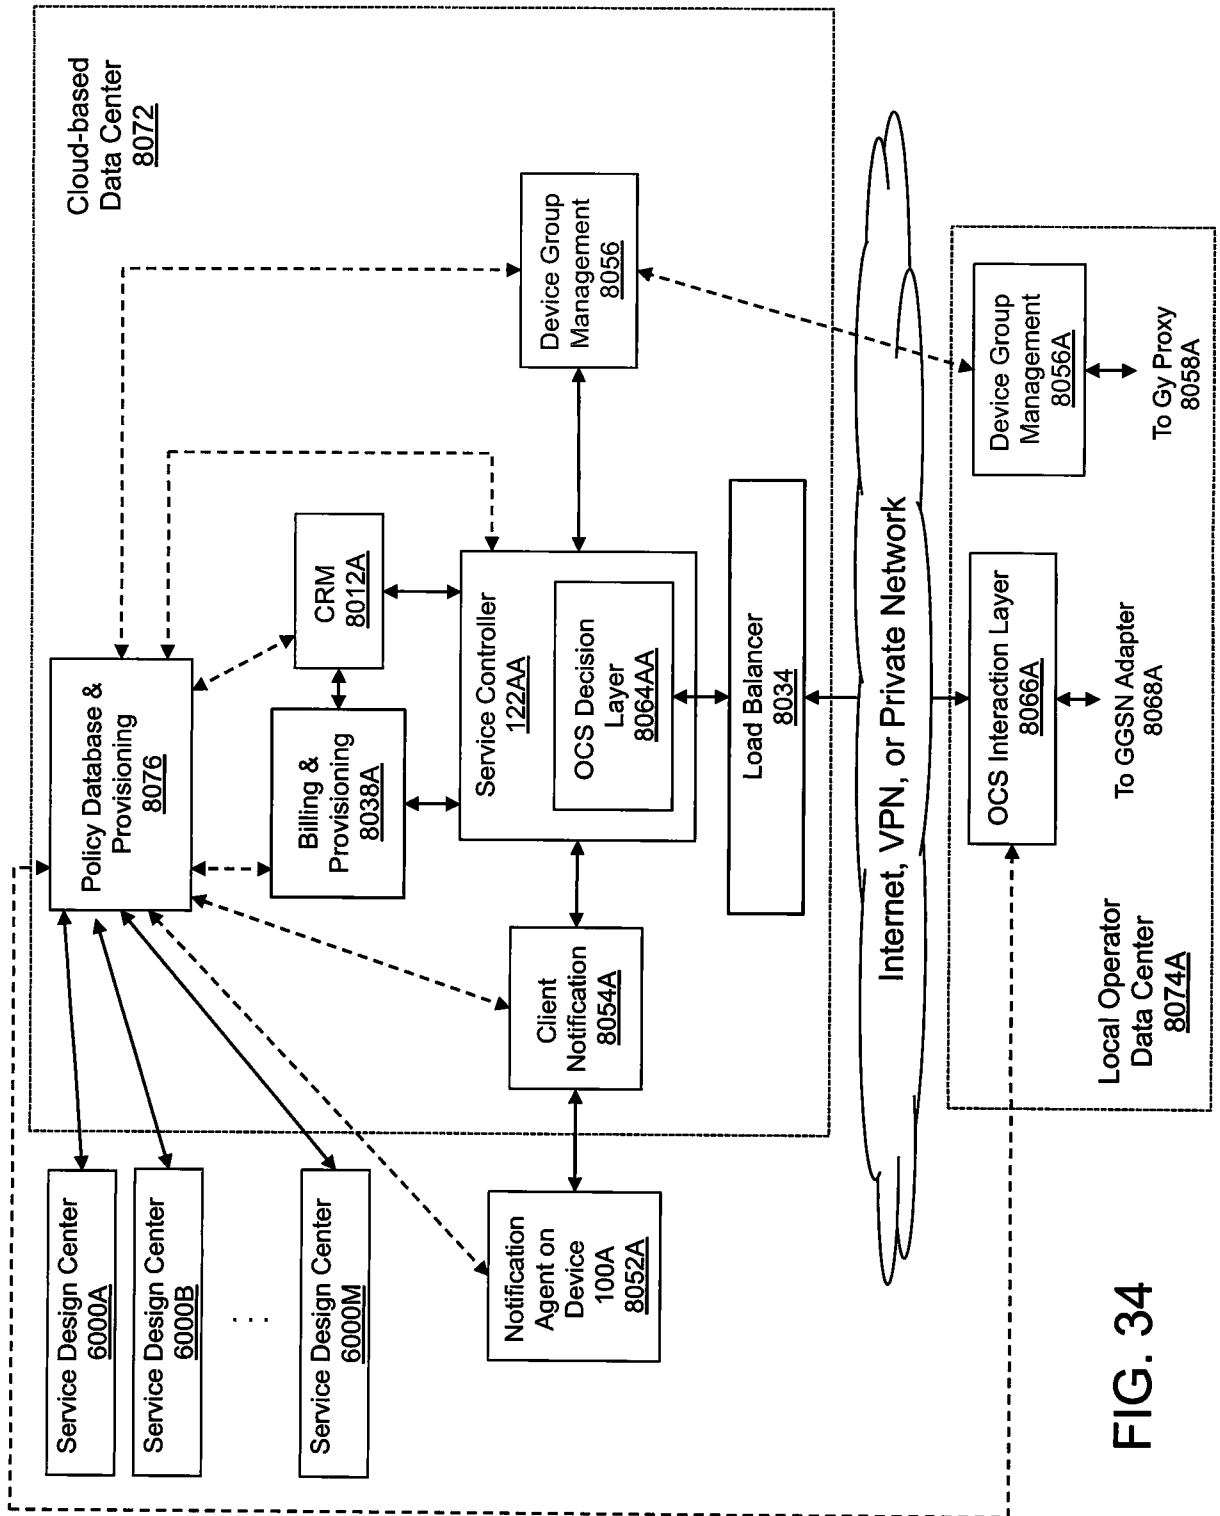 Service Design Center
6000A
Service Design Center
6000B
. . .
Service Design Center
6000M
Notification
Agent on
Device
100A
8052A
Policy Database &
Provisioning
8076
Billing &
Provisioning
8038A
CRM
8012A
Client
Notification
8054A
Service Controller
122AA
OCS Decision
Layer
8064AA
Load Balancer
8034
Device Group
Management
8056
Cloud-based
Data Center
8072
Internet, VPN, or Private Network
Local Operator
Data Center
8074A
OCS Interaction Layer
8066A
To GGSN Adapter
8068A
Device Group
Management
8056A
To Gy Proxy
8058A
FIG. 34